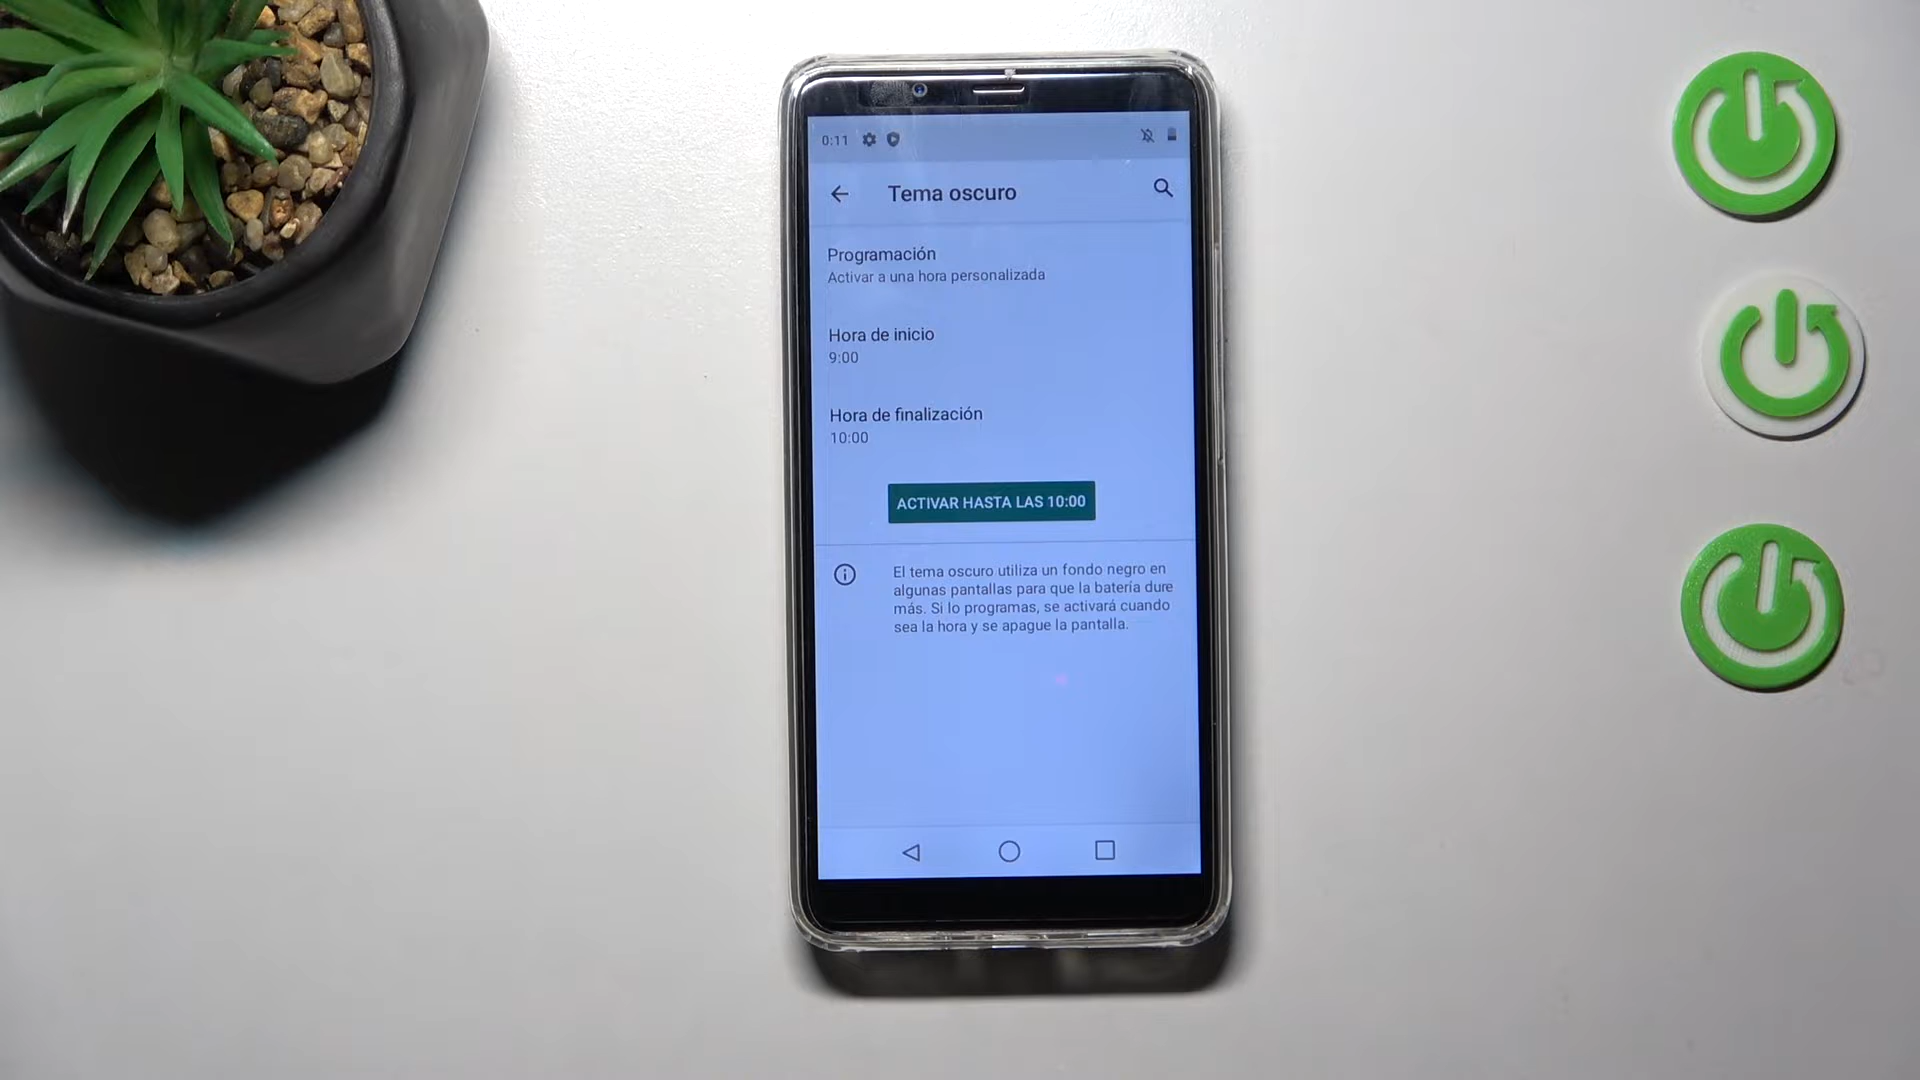 0:11
Tema oscuro
Programación
Activar a una hora personalizada
Hora de inicio
9:00
Hora de finalización
10:00
ACTIVAR HASTA LAS 10:00
El tema oscuro utiliza un fondo negro en
algunas pantallas para que la batería dure
más. Si lo programas, se activará cuando
sea la hora y se apague la pantalla.